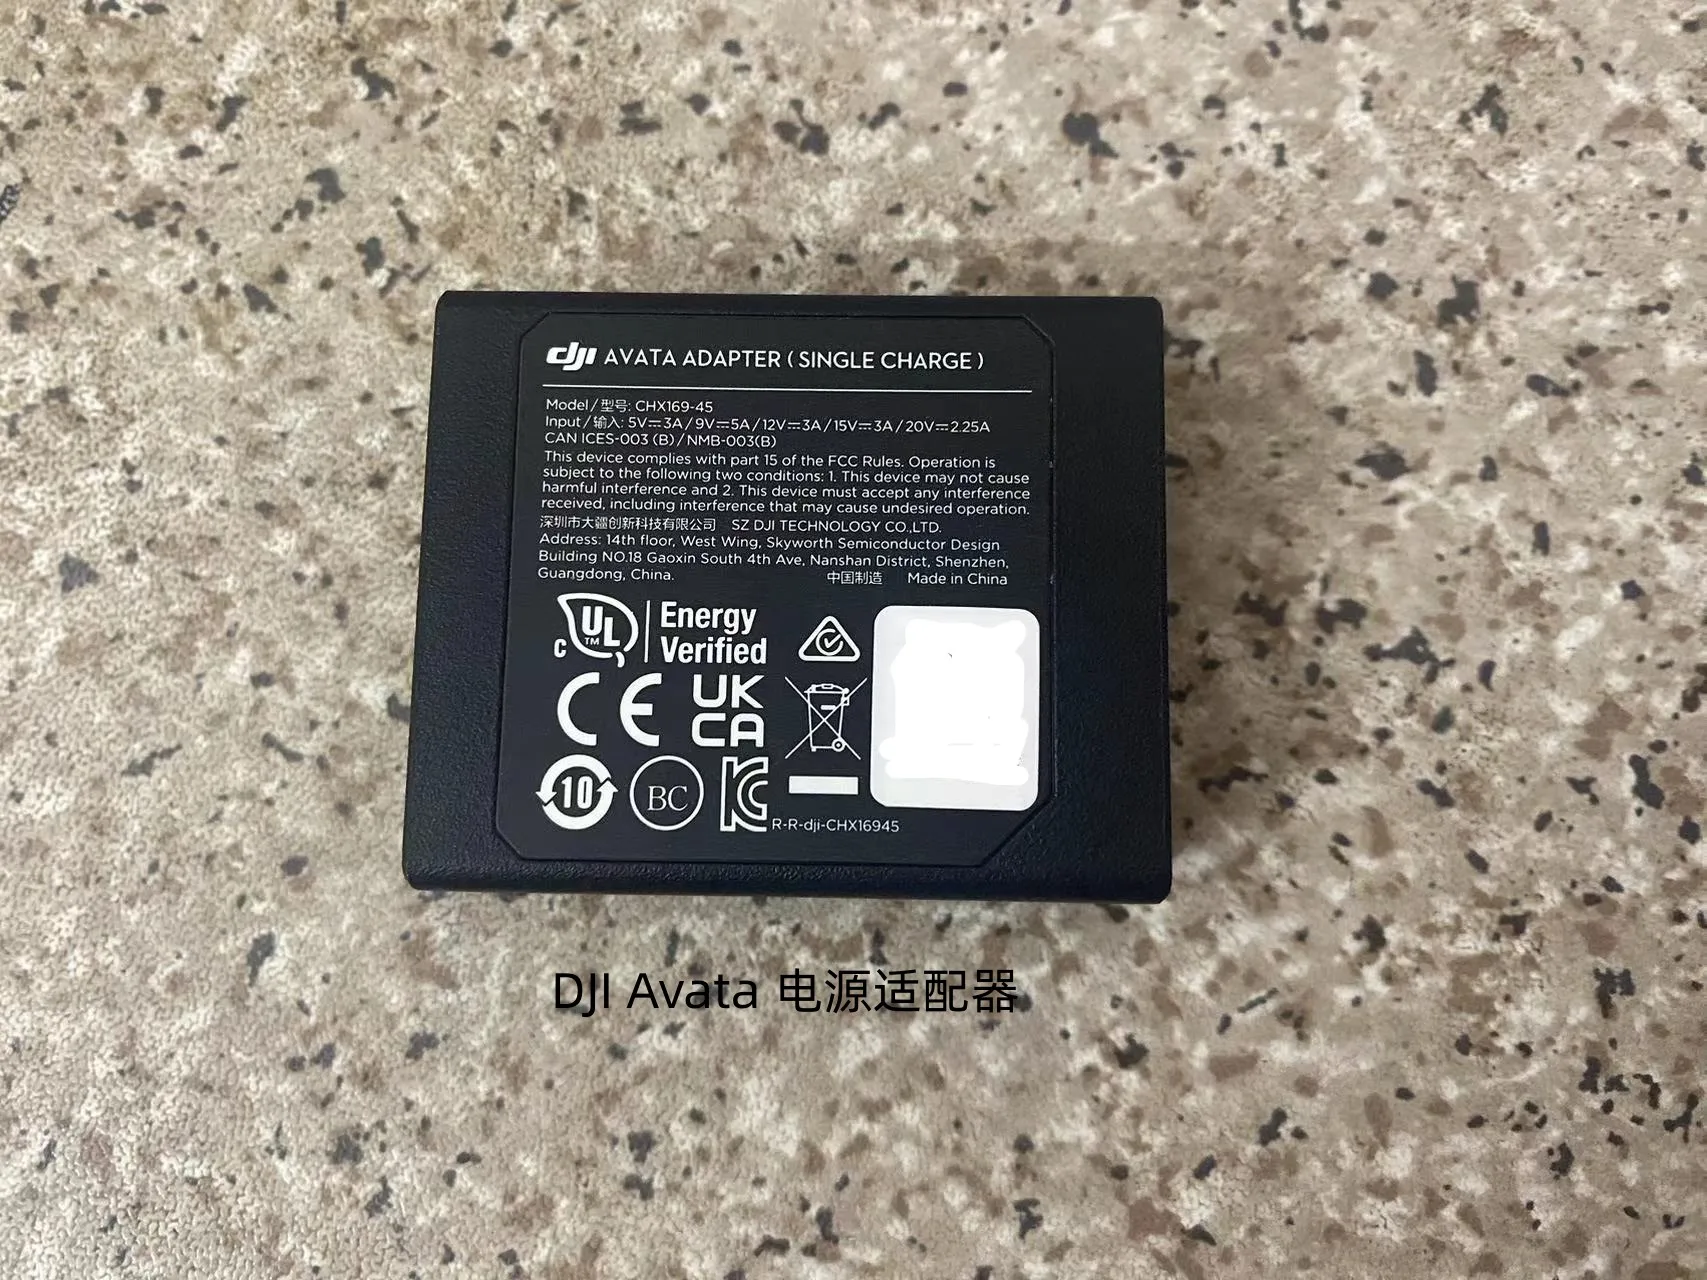 dji AVATA ADAPTER ( SINGLE CHARGE )
Model/型号: CHX169-45
Input/输入: 5V⎓3A/9V⎓5A/12V⎓3A/15V⎓3A/20V⎓2.25A
CAN ICES-003 (B)/NMB-003(B)
This device complies with part 15 of the FCC Rules. Operation is
subject to the following two conditions: 1. This device may not cause
harmful interference and 2. This device must accept any interference
received, including interference that may cause undesired operation.
深圳市大疆创新科技有限公司 SZ DJI TECHNOLOGY CO.,LTD.
Address: 14th floor, West Wing, Skyworth Semiconductor Design
Building NO.18 Gaoxin South 4th Ave, Nanshan District, Shenzhen,
Guangdong, China. 中国制造 Made in China
C UL TM Energy
Verified
CE UK
CA
10 BC KC R-R-dji-CHX16945
DJI Avata 电源适配器